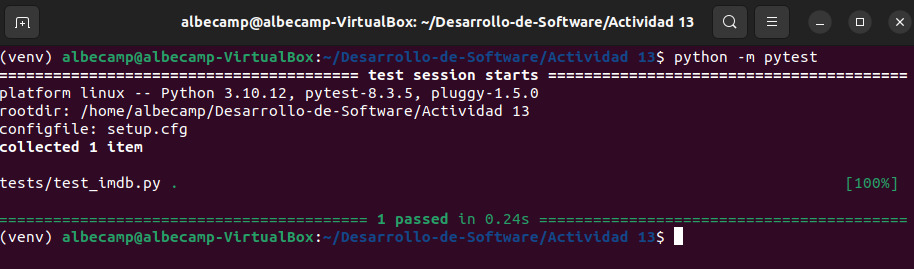 albecamp@albecamp-VirtualBox: ~/Desarrollo-de-Software/Actividad 13
(venv) albecamp@albecamp-VirtualBox:~/Desarrollo-de-Software/Actividad 13$ python -m pytest
======================================== test session starts ========================================
platform linux -- Python 3.10.12, pytest-8.3.5, pluggy-1.5.0
rootdir: /home/albecamp/Desarrollo-de-Software/Actividad 13
configfile: setup.cfg
collected 1 item
tests/test_imdb.py . [100%]
========================================= 1 passed in 0.24s =========================================
(venv) albecamp@albecamp-VirtualBox:~/Desarrollo-de-Software/Actividad 13$